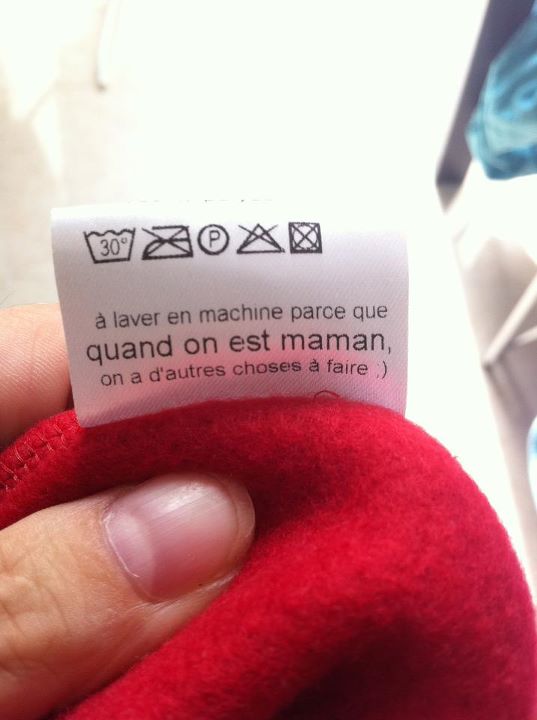 30°
P
à laver en machine parce que
quand on est maman,
on a d'autres choses à faire ;)